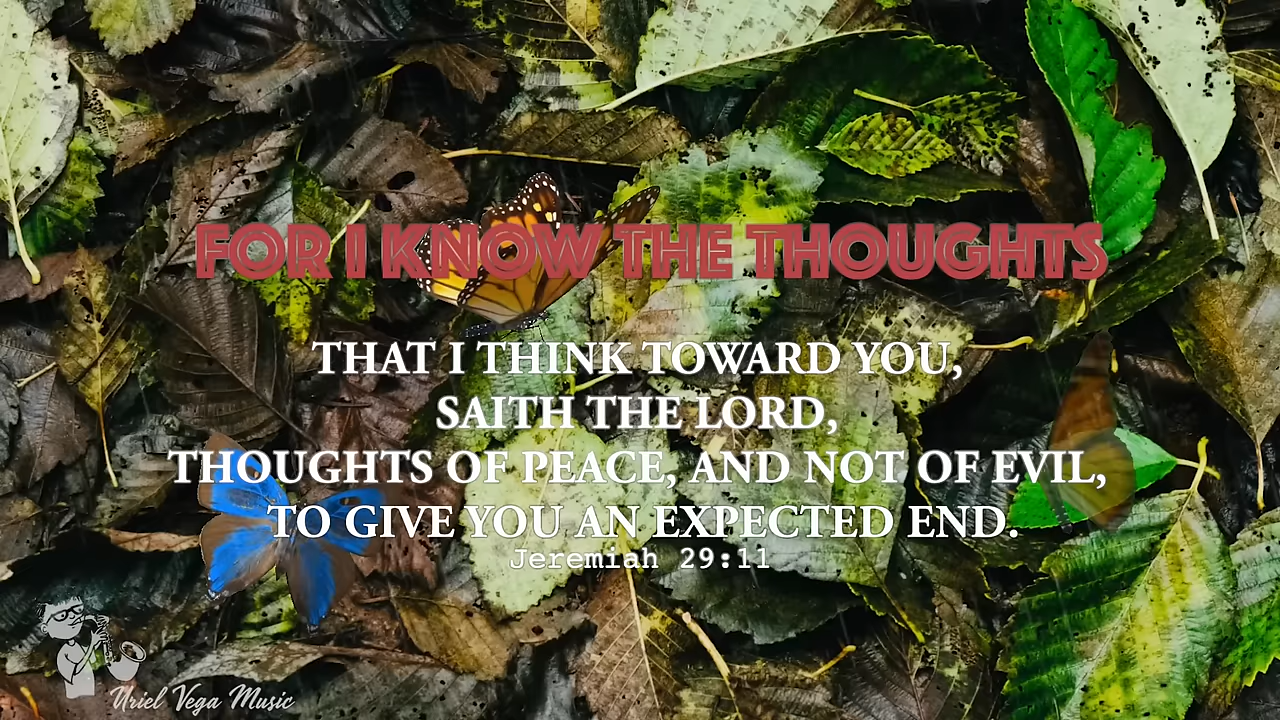 FOR I KNOW THE THOUGHTS
THAT I THINK TOWARD YOU,
SAITH THE LORD,
THOUGHTS OF PEACE, AND NOT OF EVIL,
TO GIVE YOU AN EXPECTED END.
Jeremiah 29:11
Uriel Vega Music